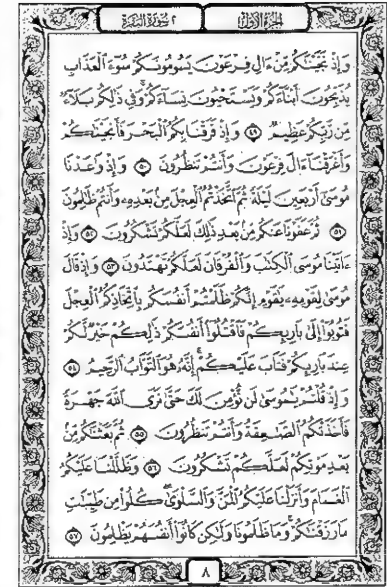 الجزء الأول
٢ سورة البقرة
وَإِذْ نَجَّيْنَٰكُم مِّنْ ءَالِ فِرْعَوْنَ يَسُومُونَكُمْ سُوٓءَ ٱلْعَذَابِ
يُذَبِّحُونَ أَبْنَآءَكُمْ وَيَسْتَحْيُونَ نِسَآءَكُمْ وَفِى ذَٰلِكُم بَلَآءٌ
مِّن رَّبِّكُمْ عَظِيمٌ ٤٩ وَإِذْ فَرَقْنَا بِكُمُ ٱلْبَحْرَ فَأَنجَيْنَٰكُمْ
وَأَغْرَقْنَآ ءَالَ فِرْعَوْنَ وَأَنتُمْ تَنظُرُونَ ٥٠ وَإِذْ وَٰعَدْنَا
مُوسَىٰٓ أَرْبَعِينَ لَيْلَةً ثُمَّ ٱتَّخَذْتُمُ ٱلْعِجْلَ مِنۢ بَعْدِهِۦ وَأَنتُمْ ظَٰلِمُونَ
٥١ ثُمَّ عَفَوْنَا عَنكُم مِّنۢ بَعْدِ ذَٰلِكَ لَعَلَّكُمْ تَشْكُرُونَ ٥٢ وَإِذْ
ءَاتَيْنَا مُوسَى ٱلْكِتَٰبَ وَٱلْفُرْقَانَ لَعَلَّكُمْ تَهْتَدُونَ ٥٣ وَإِذْ قَالَ
مُوسَىٰ لِقَوْمِهِۦ يَٰقَوْمِ إِنَّكُمْ ظَلَمْتُمْ أَنفُسَكُم بِٱتِّخَاذِكُمُ ٱلْعِجْلَ
فَتُوبُوٓا۟ إِلَىٰ بَارِئِكُمْ فَٱقْتُلُوٓا۟ أَنفُسَكُمْ ذَٰلِكُمْ خَيْرٌ لَّكُمْ
عِندَ بَارِئِكُمْ فَتَابَ عَلَيْكُمْ إِنَّهُۥ هُوَ ٱلتَّوَّابُ ٱلرَّحِيمُ ٥٤
وَإِذْ قُلْتُمْ يَٰمُوسَىٰ لَن نُّؤْمِنَ لَكَ حَتَّىٰ نَرَى ٱللَّهَ جَهْرَةً
فَأَخَذَتْكُمُ ٱلصَّٰعِقَةُ وَأَنتُمْ تَنظُرُونَ ٥٥ ثُمَّ بَعَثْنَٰكُم مِّنۢ
بَعْدِ مَوْتِكُمْ لَعَلَّكُمْ تَشْكُرُونَ ٥٦ وَظَلَّلْنَا عَلَيْكُمُ
ٱلْغَمَامَ وَأَنزَلْنَا عَلَيْكُمُ ٱلْمَنَّ وَٱلسَّلْوَىٰ كُلُوا۟ مِن طَيِّبَٰتِ
مَا رَزَقْنَٰكُمْ وَمَا ظَلَمُونَا وَلَٰكِن كَانُوٓا۟ أَنفُسَهُمْ يَظْلِمُونَ ٥٧
٨